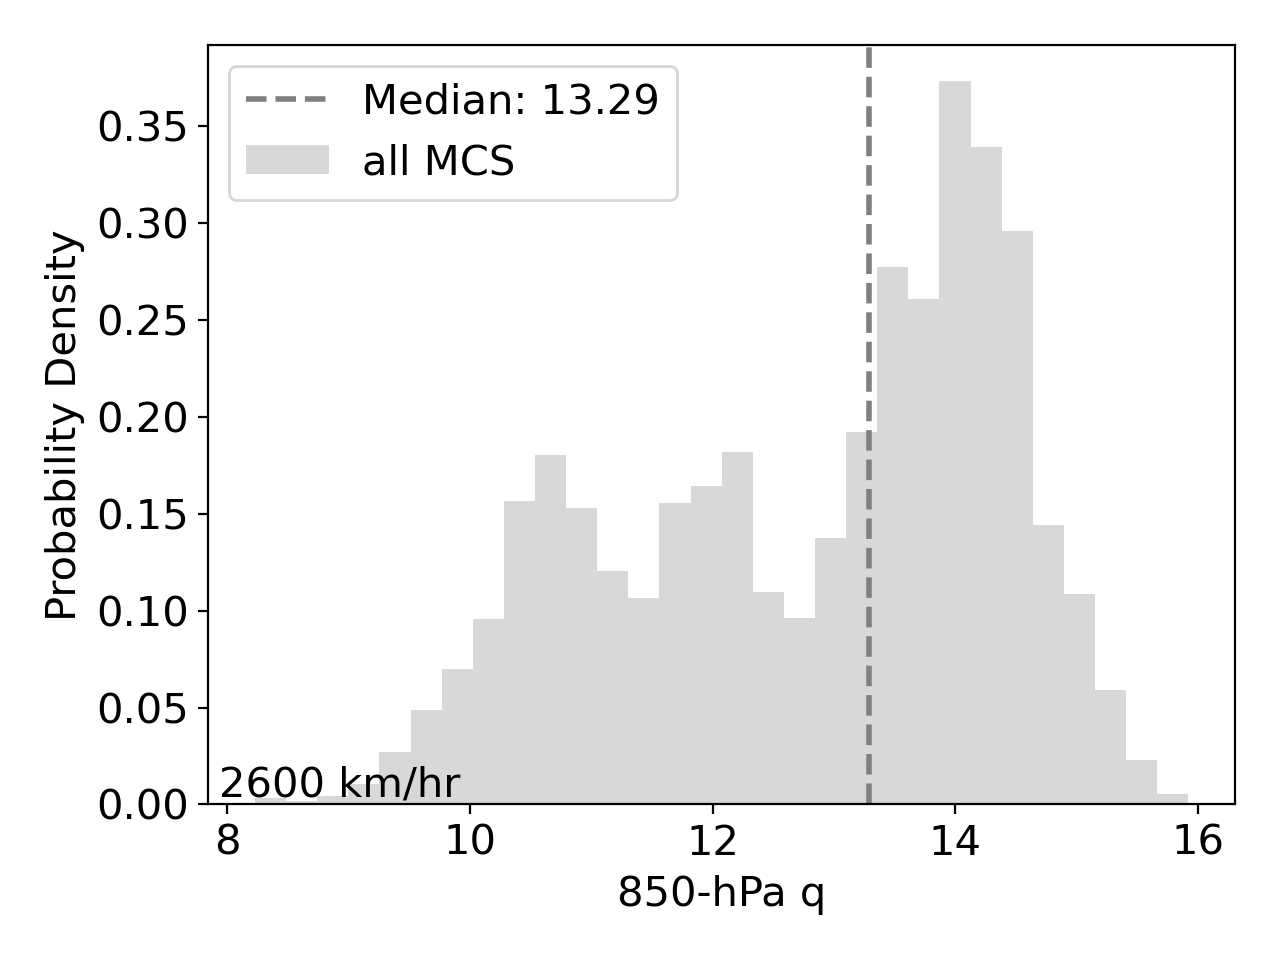 Median: 13.29
all MCS
0.35
0.30
0.25
0.20
0.15
0.10
0.05
0.00
Probability Density
2600 km/hr
8 10 12 14 16
850-hPa q